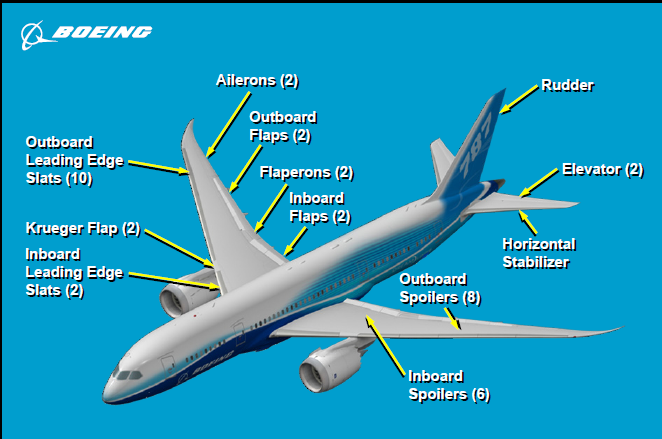 BOEING
Ailerons (2)
Rudder
Outboard
Flaps (2)
Outboard
Leading Edge
Slats (10)
787
Flaperons (2)
Elevator (2)
Inboard
Flaps (2)
Krueger Flap (2)
Horizontal
Stabilizer
Inboard
Leading Edge
Slats (2)
Outboard
Spoilers (8)
BOEING
Inboard
Spoilers (6)